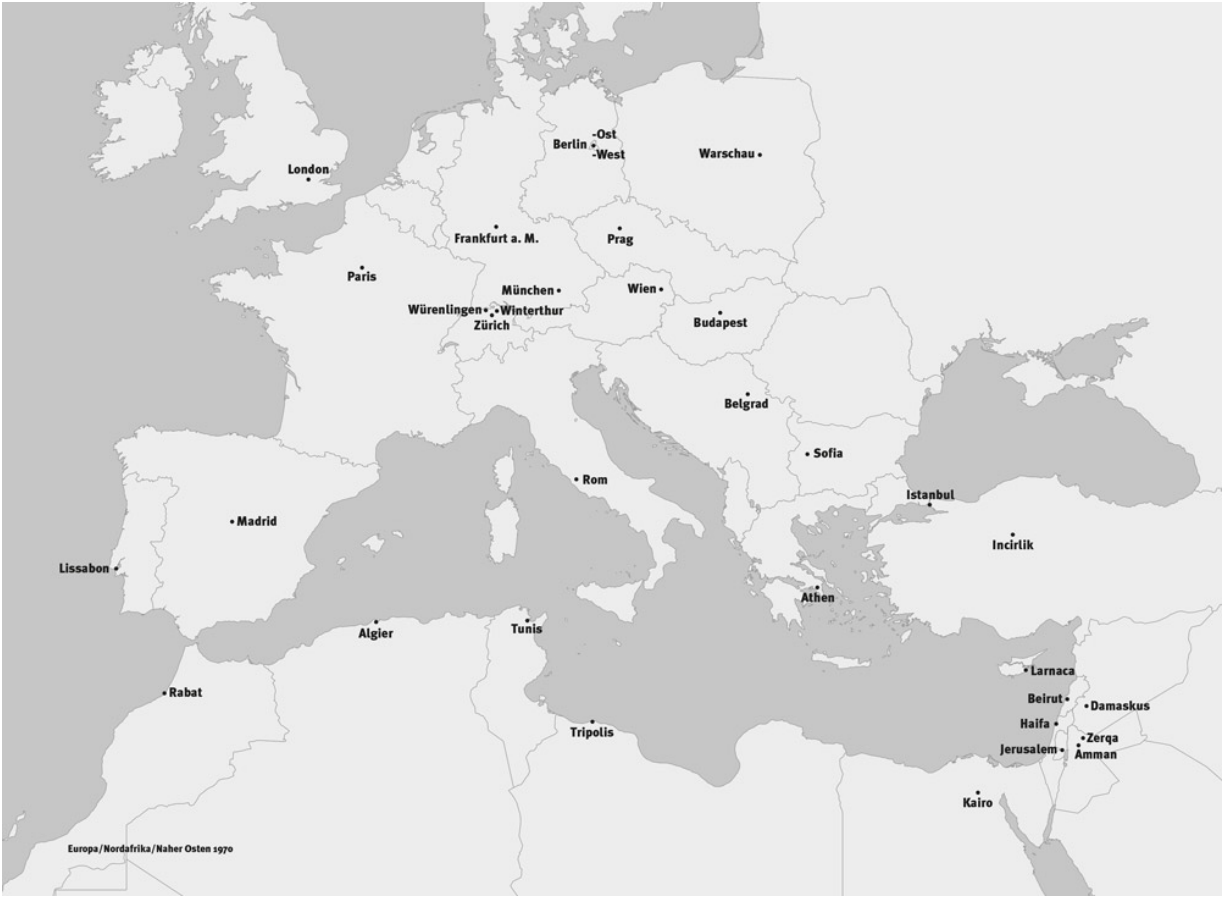 -Ost
Berlin
-West
Warschau
London
Frankfurt a. M.
Prag
Paris
München
Wien
Würenlingen
Winterthur
Zürich
Budapest
Belgrad
Sofia
Rom
Istanbul
Madrid
Incirlik
Lissabon
Athen
Algier
Tunis
Larnaca
Rabat
Beirut
Damaskus
Haifa
Tripolis
Zerqa
Jerusalem
Amman
Kairo
Europa/Nordafrika/Naher Osten 1970